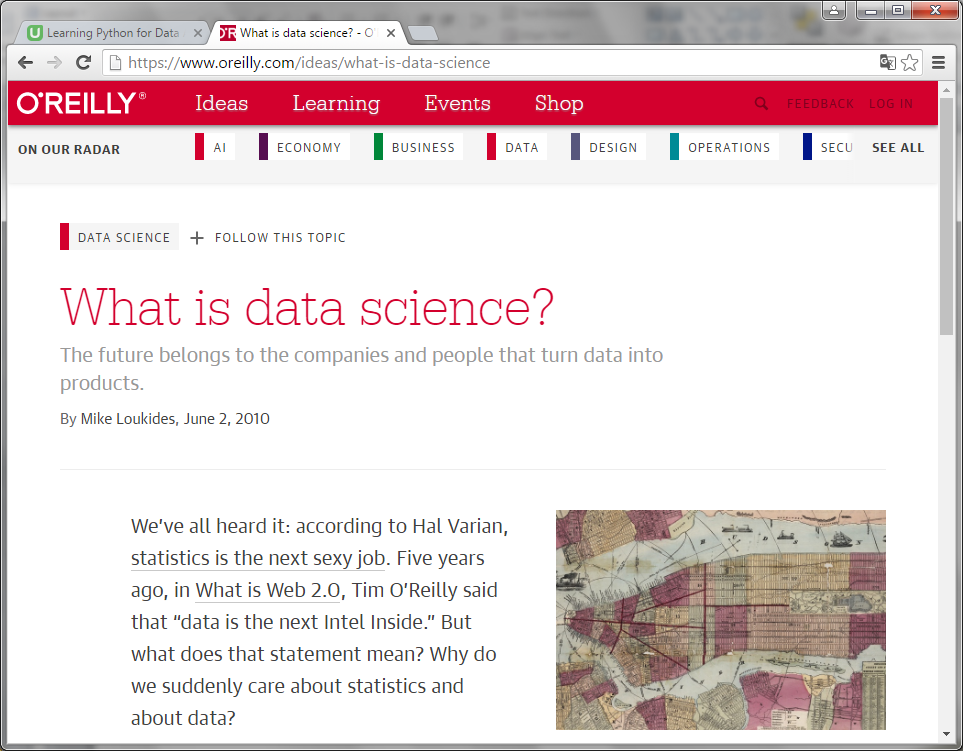 Learning Python for Data
What is data science? - O'
https://www.oreilly.com/ideas/what-is-data-science
O'REILLY®
Ideas Learning Events Shop FEEDBACK LOG IN
ON OUR RADAR AI ECONOMY BUSINESS DATA DESIGN OPERATIONS SECU SEE ALL
DATA SCIENCE + FOLLOW THIS TOPIC
What is data science?
The future belongs to the companies and people that turn data into
products.
By Mike Loukides, June 2, 2010
We’ve all heard it: according to Hal Varian,
statistics is the next sexy job. Five years
ago, in What is Web 2.0, Tim O’Reilly said
that “data is the next Intel Inside.” But
what does that statement mean? Why do
we suddenly care about statistics and
about data?